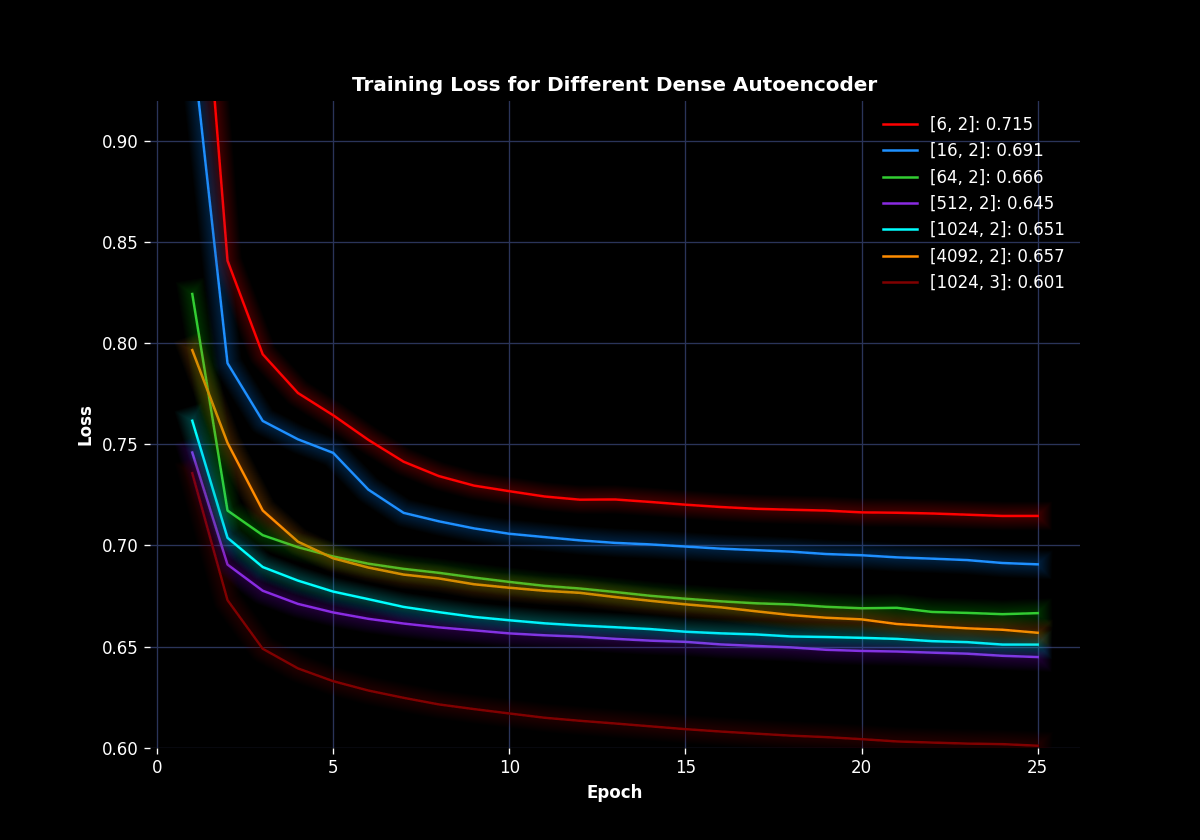 Training Loss for Different Dense Autoencoder
[6, 2]: 0.715
[16, 2]: 0.691
[64, 2]: 0.666
[512, 2]: 0.645
[1024, 2]: 0.651
[4092, 2]: 0.657
[1024, 3]: 0.601
Loss
0.90
0.85
0.80
0.75
0.70
0.65
0.60
0 5 10 15 20 25
Epoch